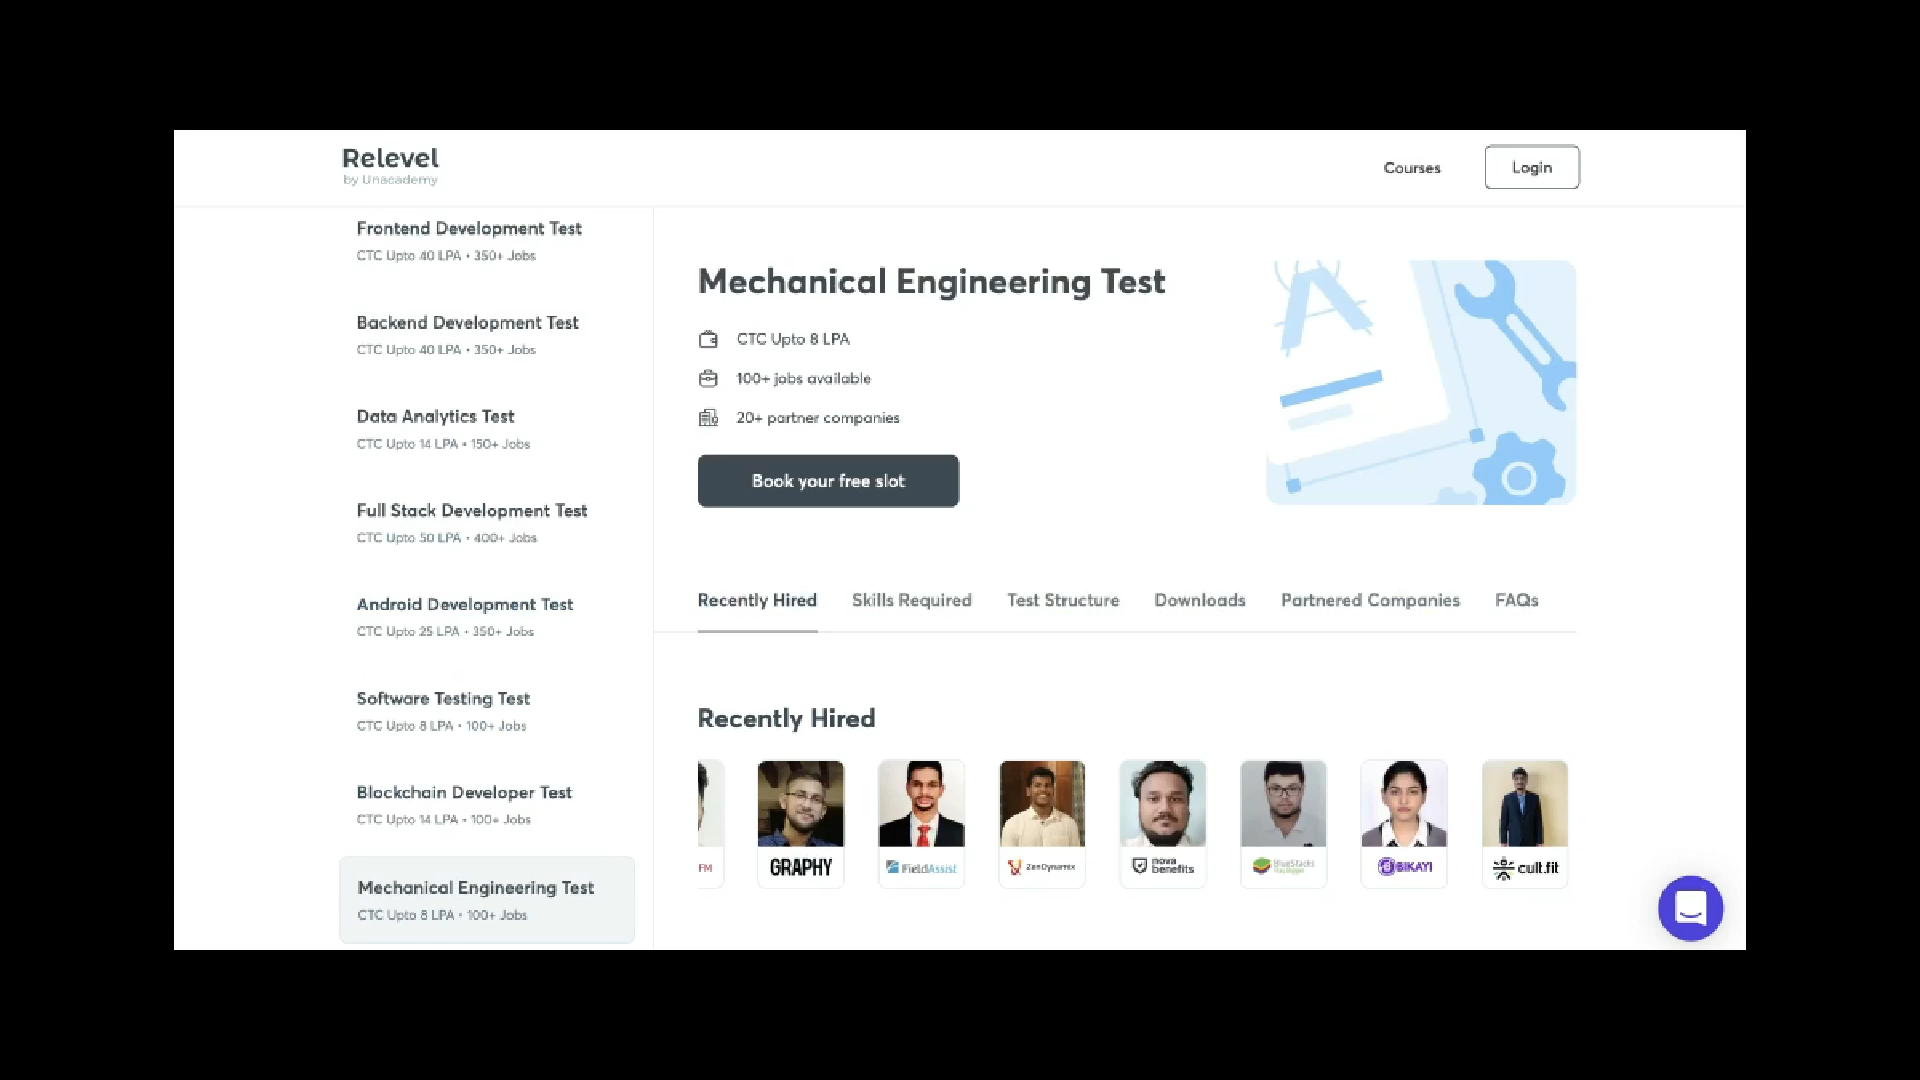 Relevel
by Unacademy
Courses
Login
Frontend Development Test
CTC Upto 40 LPA • 350+ Jobs
Backend Development Test
CTC Upto 40 LPA • 350+ Jobs
Data Analytics Test
CTC Upto 14 LPA • 150+ Jobs
Full Stack Development Test
CTC Upto 50 LPA • 400+ Jobs
Android Development Test
CTC Upto 25 LPA • 350+ Jobs
Software Testing Test
CTC Upto 8 LPA • 100+ Jobs
Blockchain Developer Test
CTC Upto 14 LPA • 100+ Jobs
Mechanical Engineering Test
CTC Upto 8 LPA • 100+ Jobs
Mechanical Engineering Test
CTC Upto 8 LPA
100+ jobs available
20+ partner companies
Book your free slot
Recently Hired
Skills Required
Test Structure
Downloads
Partnered Companies
FAQs
Recently Hired
FM
GRAPHY
FieldAssist
ZenDynamix
nova
benefits
BlueStacks
BIKAYI
cult.fit